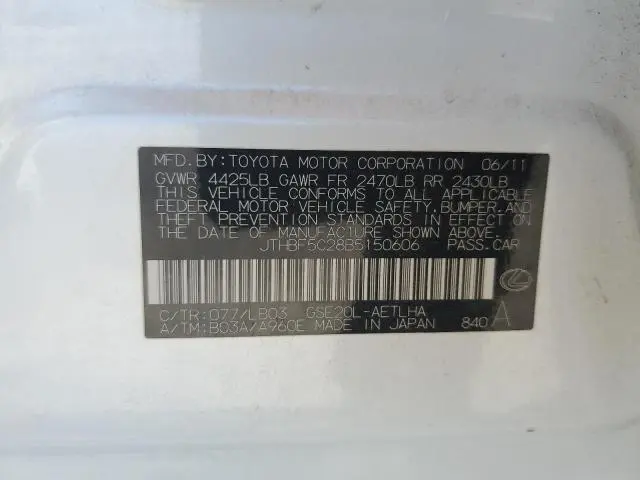 MFD. BY: TOYOTA MOTOR CORPORATION 06/11
GVWR 4425LB GAWR FR 2470LB RR 2430LB
THIS VEHICLE CONFORMS TO ALL APPLICABLE
FEDERAL MOTOR VEHICLE SAFETY, BUMPER, AND
THEFT PREVENTION STANDARDS IN EFFECT ON
THE DATE OF MANUFACTURE SHOWN ABOVE.
JTHBF5C28B5150606 PASS.CAR
C/TR: 077/LB03 GSE20L-AETLHA
A/TM: B03A/A960E MADE IN JAPAN 840 A